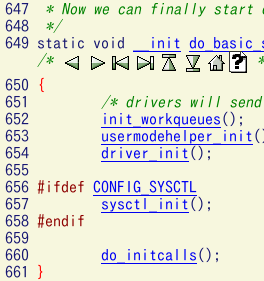 647  * Now we can finally start
648  */
649 static void __init do_basic_s
/* ? *
650 {
651 /* drivers will send
652 init_workqueues();
653 usermodehelper_init(
654 driver_init();
655
656 #ifdef CONFIG_SYSCTL
657 sysctl_init();
658 #endif
659
660 do_initcalls();
661 }